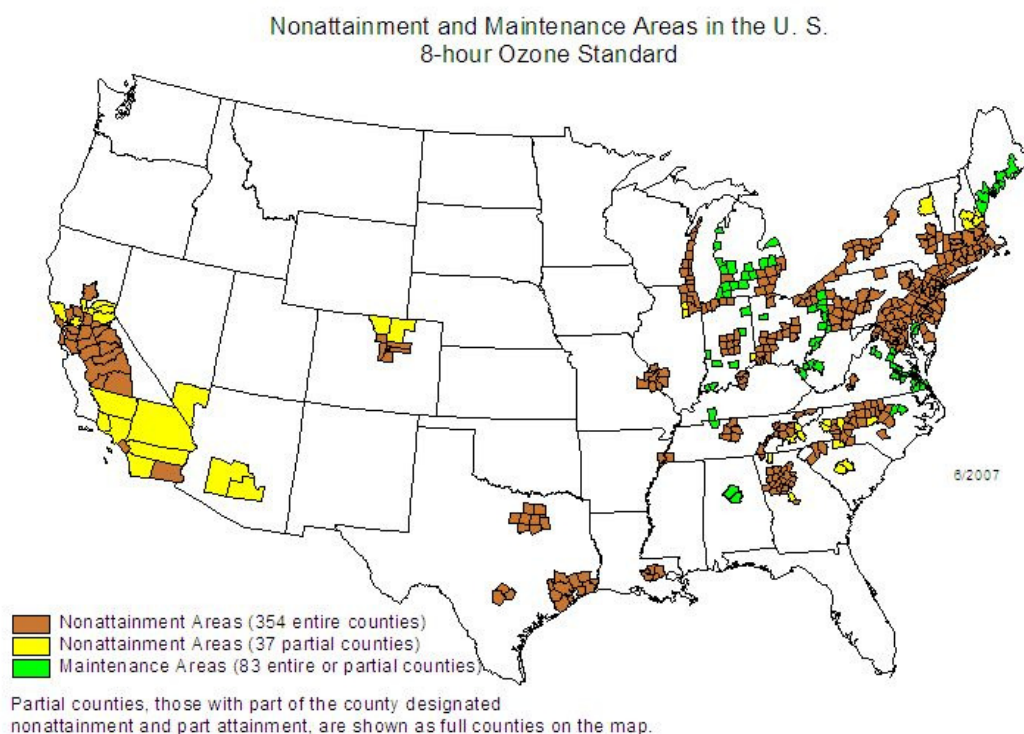 Nonattainment and Maintenance Areas in the U. S.
8-hour Ozone Standard
6/2007
Nonattainment Areas (354 entire counties)
Nonattainment Areas (37 partial counties)
Maintenance Areas (83 entire or partial counties)
Partial counties, those with part of the county designated
nonattainment and part attainment, are shown as full counties on the map.